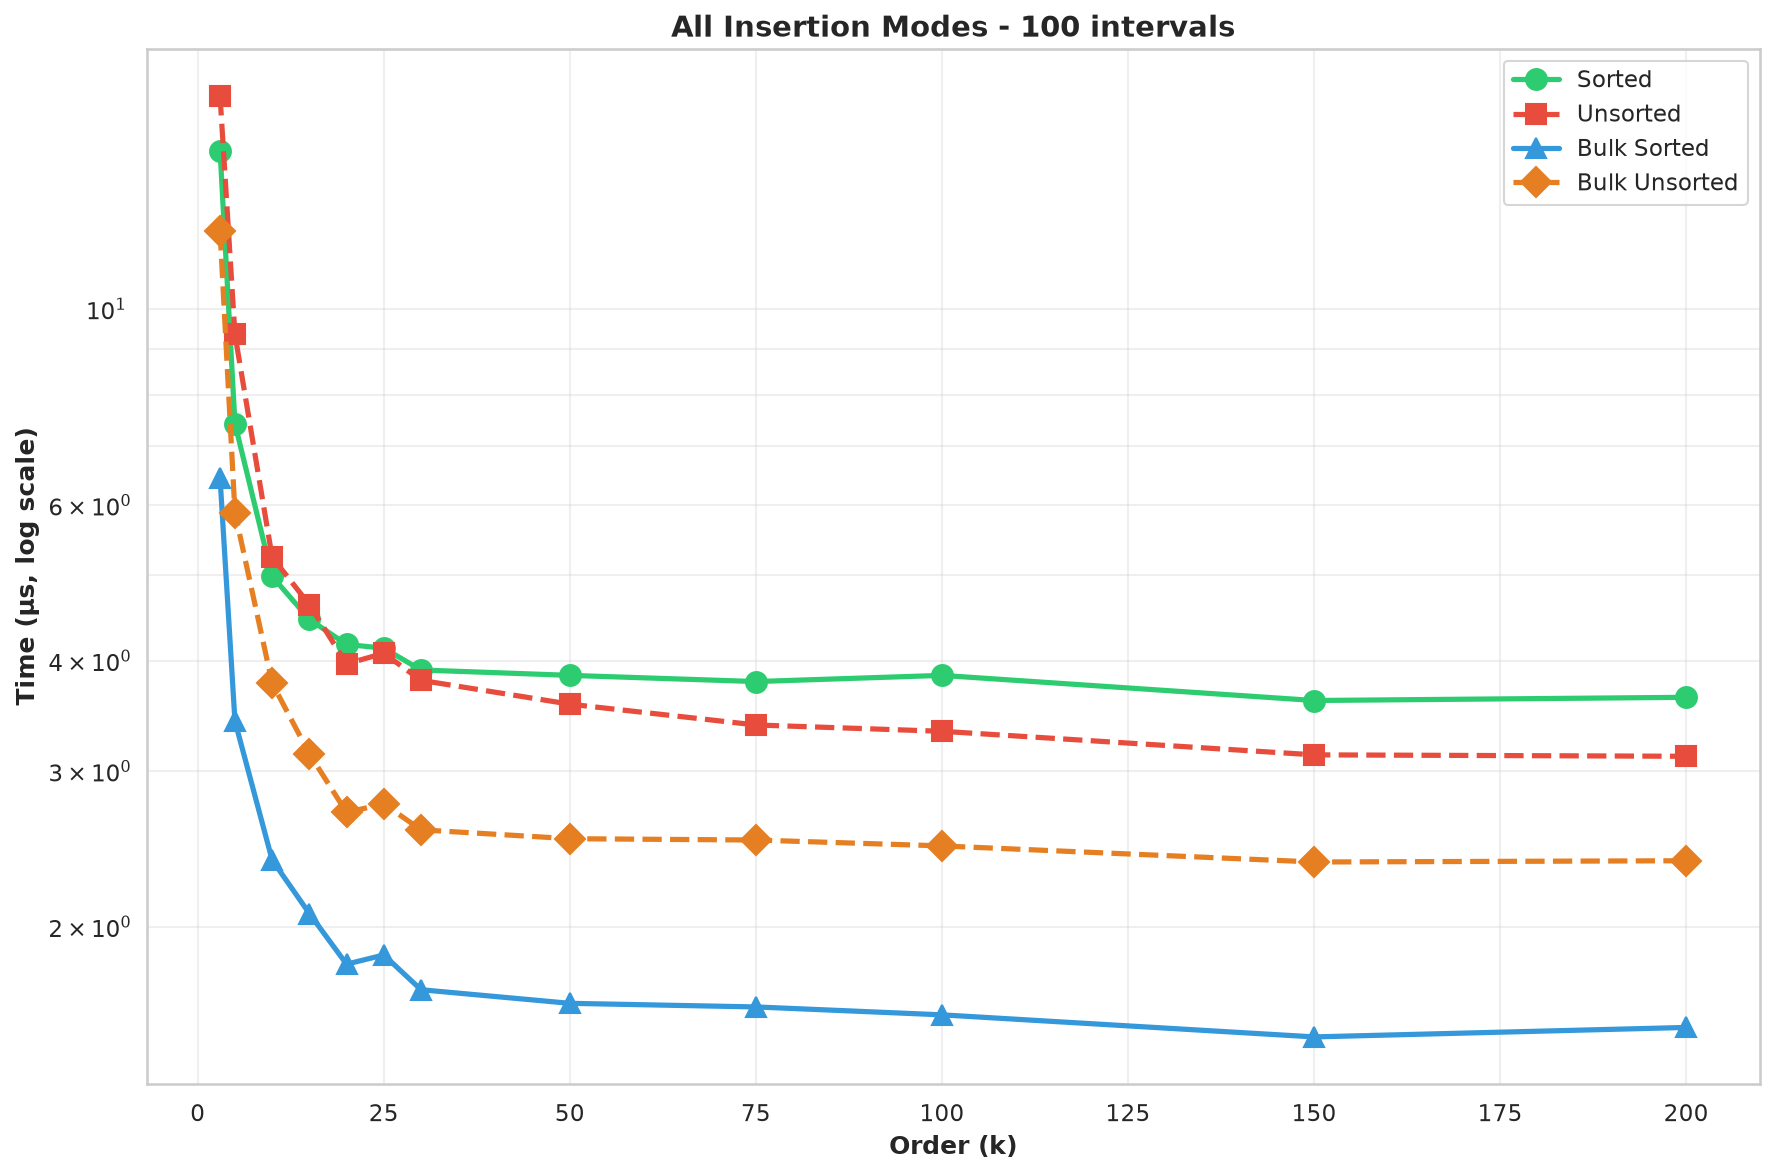 All Insertion Modes - 100 intervals
Sorted
Unsorted
Bulk Sorted
Bulk Unsorted
Time (µs, log scale)
10¹
6 × 10⁰
4 × 10⁰
3 × 10⁰
2 × 10⁰
0 25 50 75 100 125 150 175 200
Order (k)